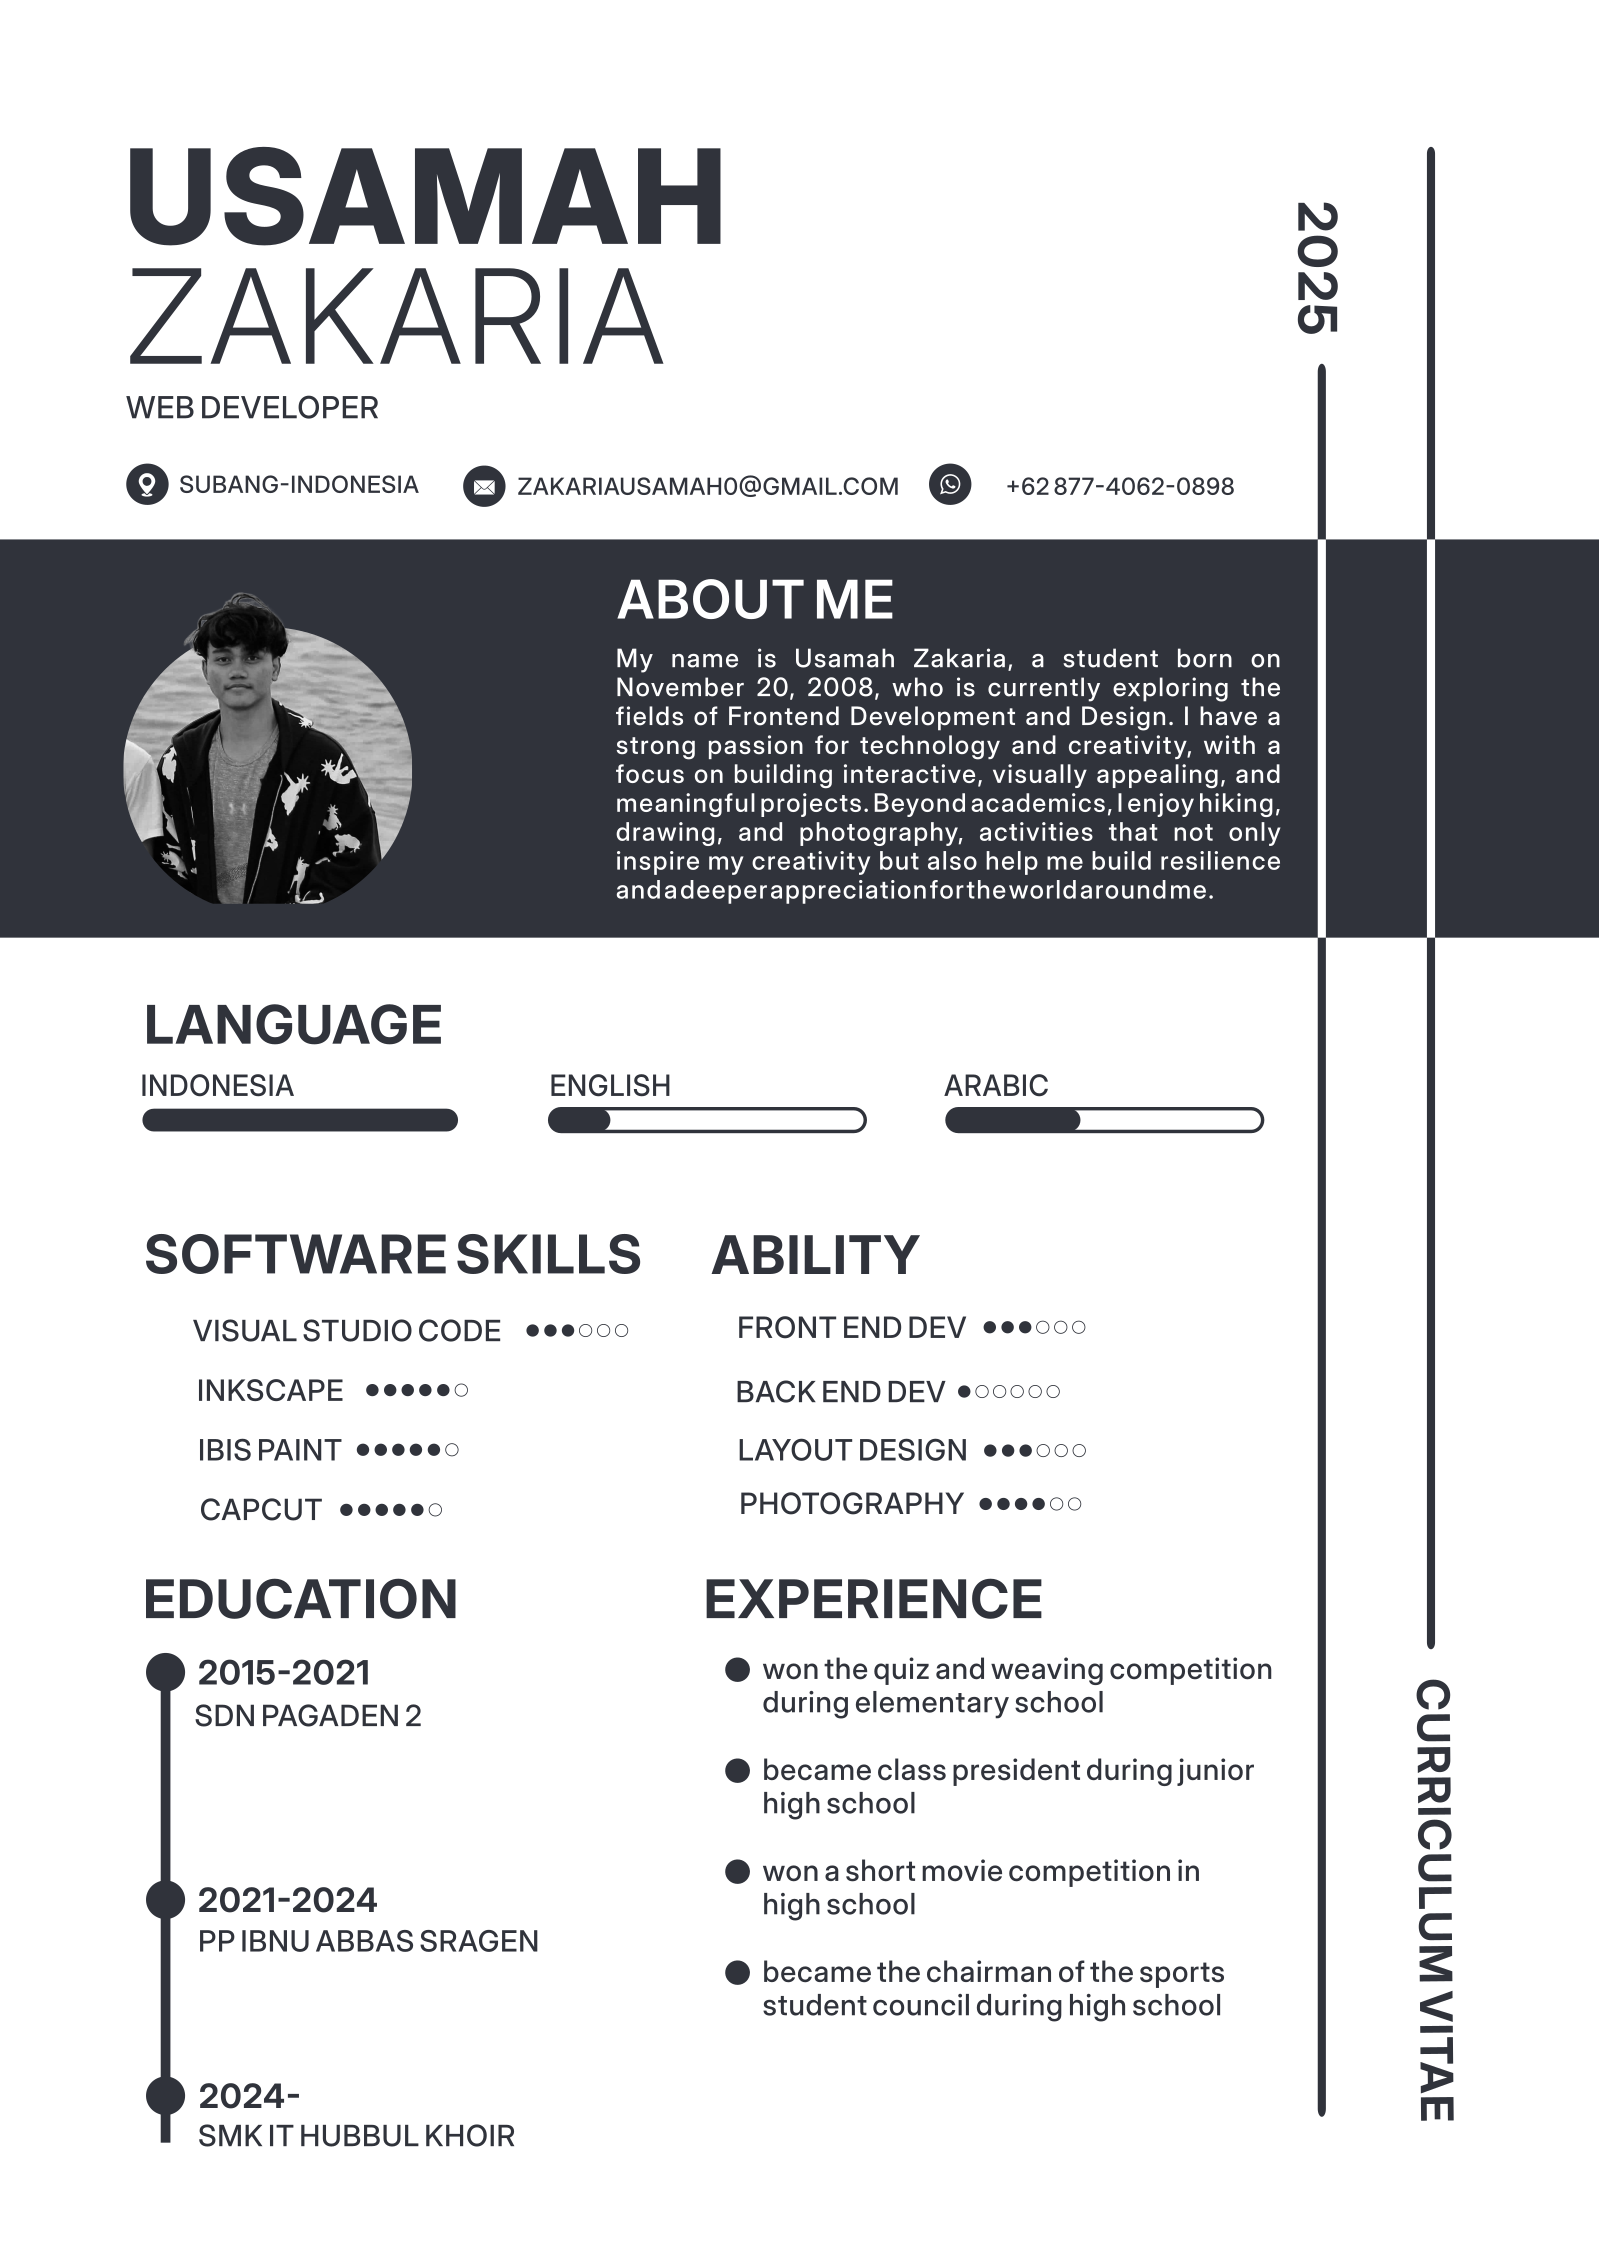 USAMAH
ZAKARIA
WEB DEVELOPER
SUBANG-INDONESIA
ZAKARIAUSAMAH0@GMAIL.COM
+62 877-4062-0898
2025
ABOUT ME
My name is Usamah Zakaria, a student born on
November 20, 2008, who is currently exploring the
fields of Frontend Development and Design. I have a
strong passion for technology and creativity, with a
focus on building interactive, visually appealing, and
meaningful projects. Beyond academics, I enjoy hiking,
drawing, and photography, activities that not only
inspire my creativity but also help me build resilience
and a deeper appreciation for the world around me.
LANGUAGE
INDONESIA
ENGLISH
ARABIC
SOFTWARE SKILLS
VISUAL STUDIO CODE
INKSCAPE
IBIS PAINT
CAPCUT
ABILITY
FRONT END DEV
BACK END DEV
LAYOUT DESIGN
PHOTOGRAPHY
EDUCATION
2015-2021
SDN PAGADEN 2
2021-2024
PP IBNU ABBAS SRAGEN
2024-
SMK IT HUBBUL KHOIR
EXPERIENCE
won the quiz and weaving competition
during elementary school
became class president during junior
high school
won a short movie competition in
high school
became the chairman of the sports
student council during high school
CURRICULUM VITAE